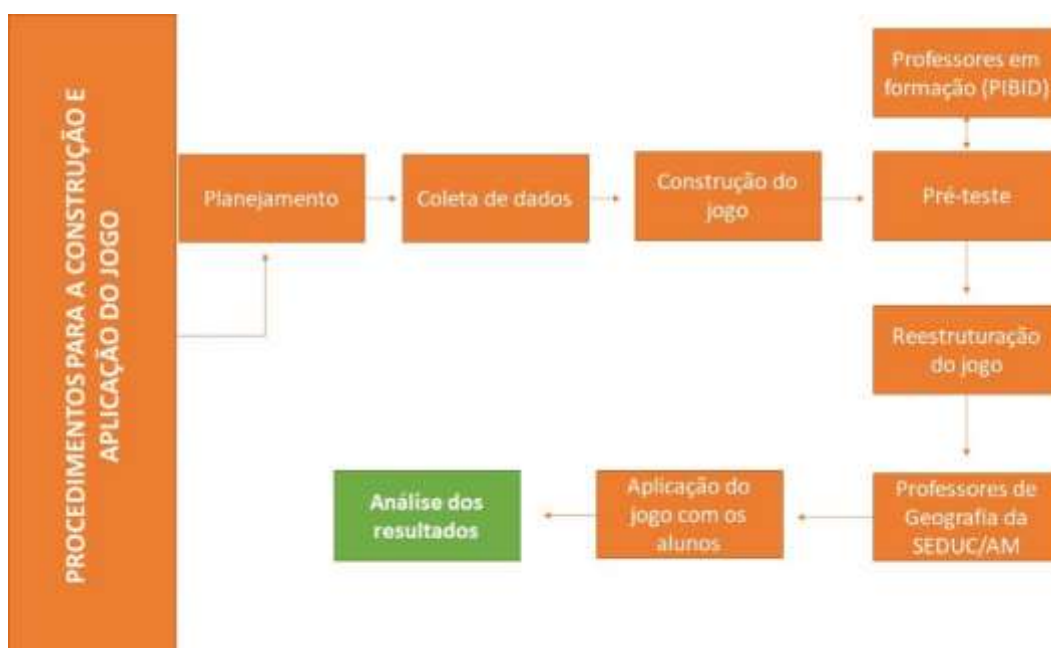 PROCEDIMENTOS PARA A CONSTRUÇÃO E
APLICAÇÃO DO JOGO
Planejamento
Coleta de dados
Construção do
jogo
Professores em
formação (PIBID)
Pré-teste
Reestruturação
do jogo
Professores de
Geografia da
SEDUC/AM
Aplicação do
jogo com os
alunos
Análise dos
resultados